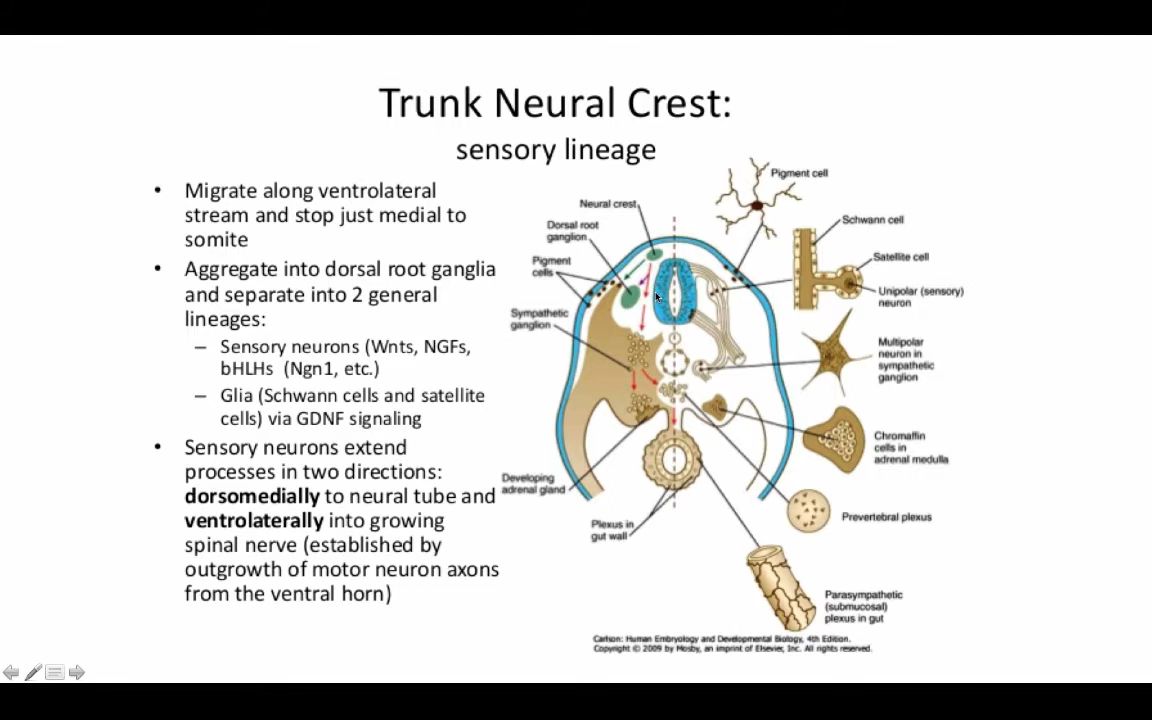 Trunk Neural Crest:
sensory lineage
• Migrate along ventrolateral
stream and stop just medial to
somite
• Aggregate into dorsal root ganglia
and separate into 2 general
lineages:
– Sensory neurons (Wnts, NGFs,
bHLHs (Ngn1, etc.)
– Glia (Schwann cells and satellite
cells) via GDNF signaling
• Sensory neurons extend
processes in two directions:
dorsomedially to neural tube and
ventrolaterally into growing
spinal nerve (established by
outgrowth of motor neuron axons
from the ventral horn)
Neural crest
Dorsal root
ganglion
Pigment
cells
Sympathetic
ganglion
Developing
adrenal gland
Plexus in
gut wall
Pigment cell
Schwann cell
Satellite cell
Unipolar (sensory)
neuron
Multipolar
neuron in
sympathetic
ganglion
Chromaffin
cells in
adrenal medulla
Prevertebral plexus
Parasympathetic
(submucosal)
plexus in gut
Carlson: Human Embryology and Developmental Biology, 4th Edition.
Copyright © 2009 by Mosby, an imprint of Elsevier, Inc. All rights reserved.